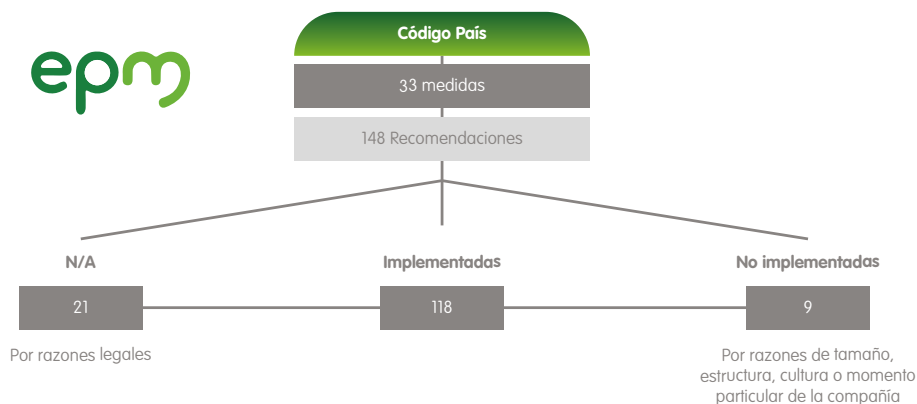 epm
Código País
33 medidas
148 Recomendaciones
N/A
Implementadas
No implementadas
21
118
9
Por razones legales
Por razones de tamaño,
estructura, cultura o momento
particular de la compañía